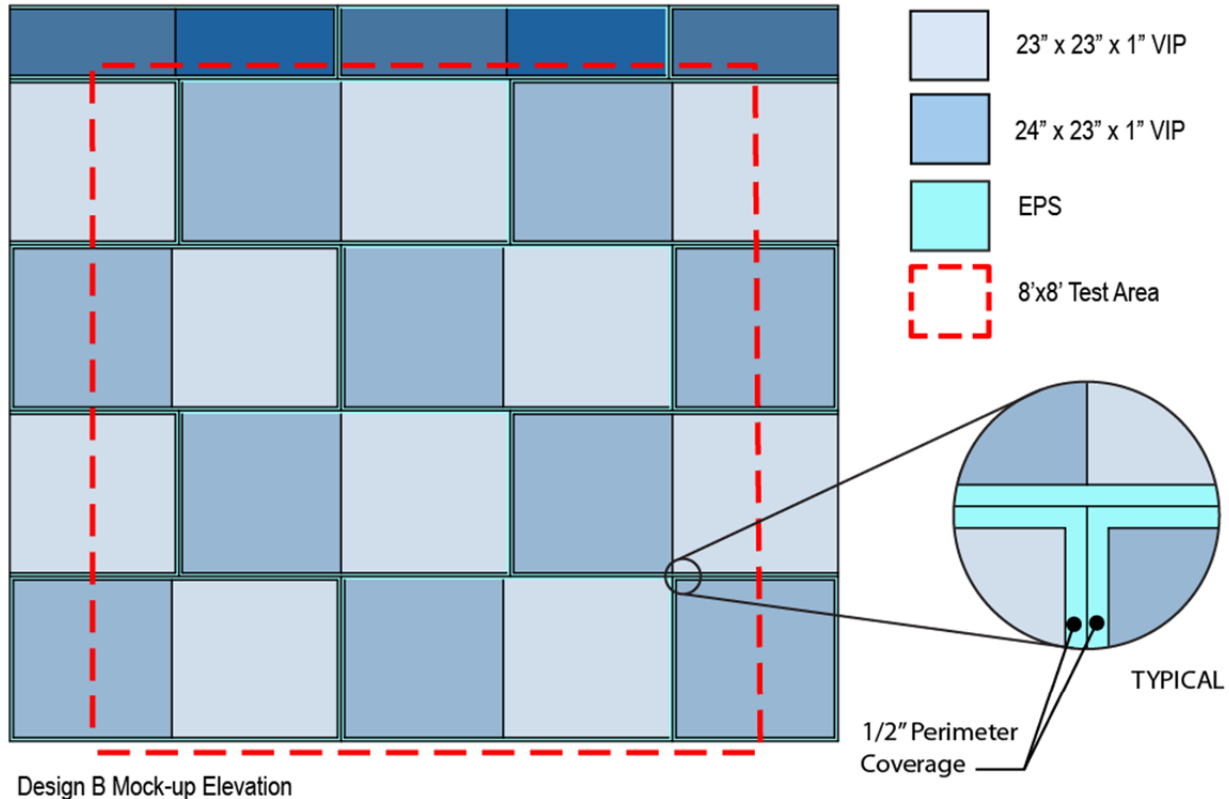 23” x 23” x 1” VIP
24” x 23” x 1” VIP
EPS
8’x8’ Test Area
TYPICAL
1/2” Perimeter
Coverage
Design B Mock-up Elevation